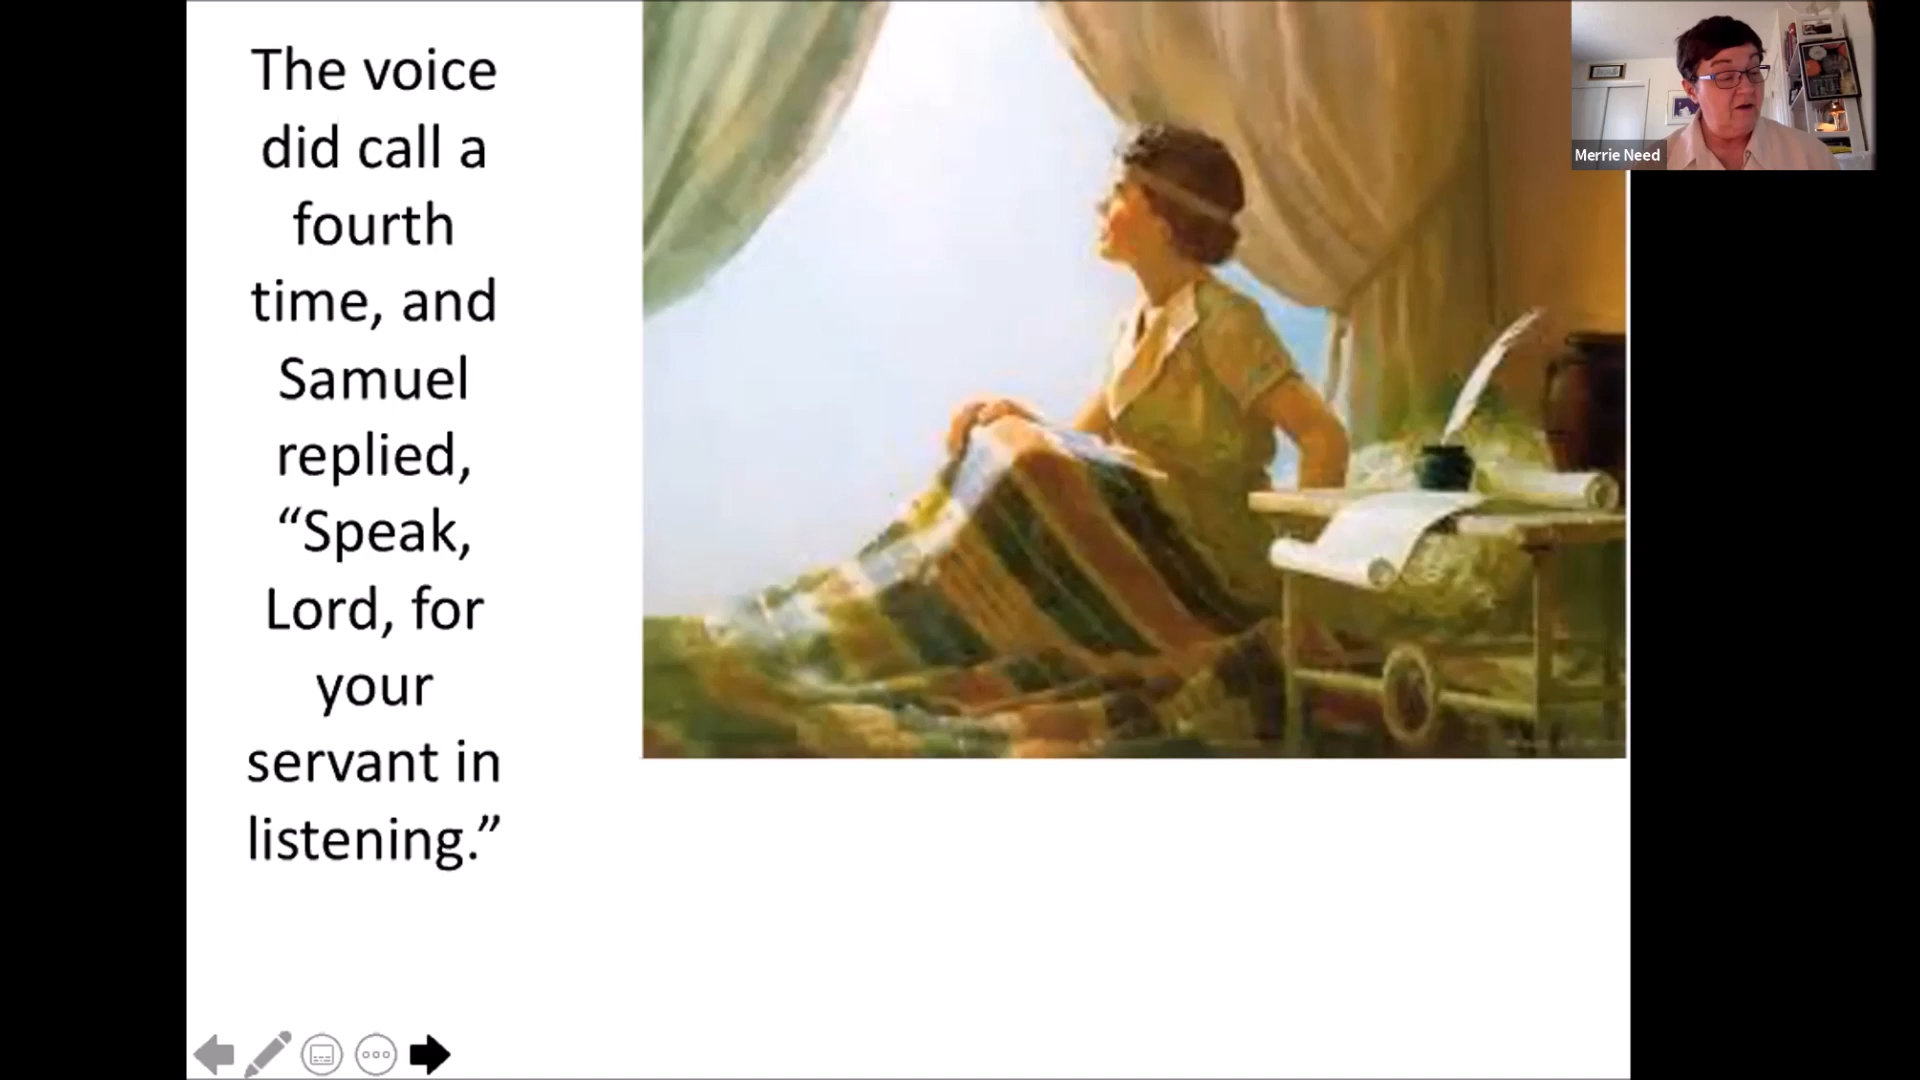 The voice
did call a
fourth
time, and
Samuel
replied,
“Speak,
Lord, for
your
servant in
listening.”
Merrie Need